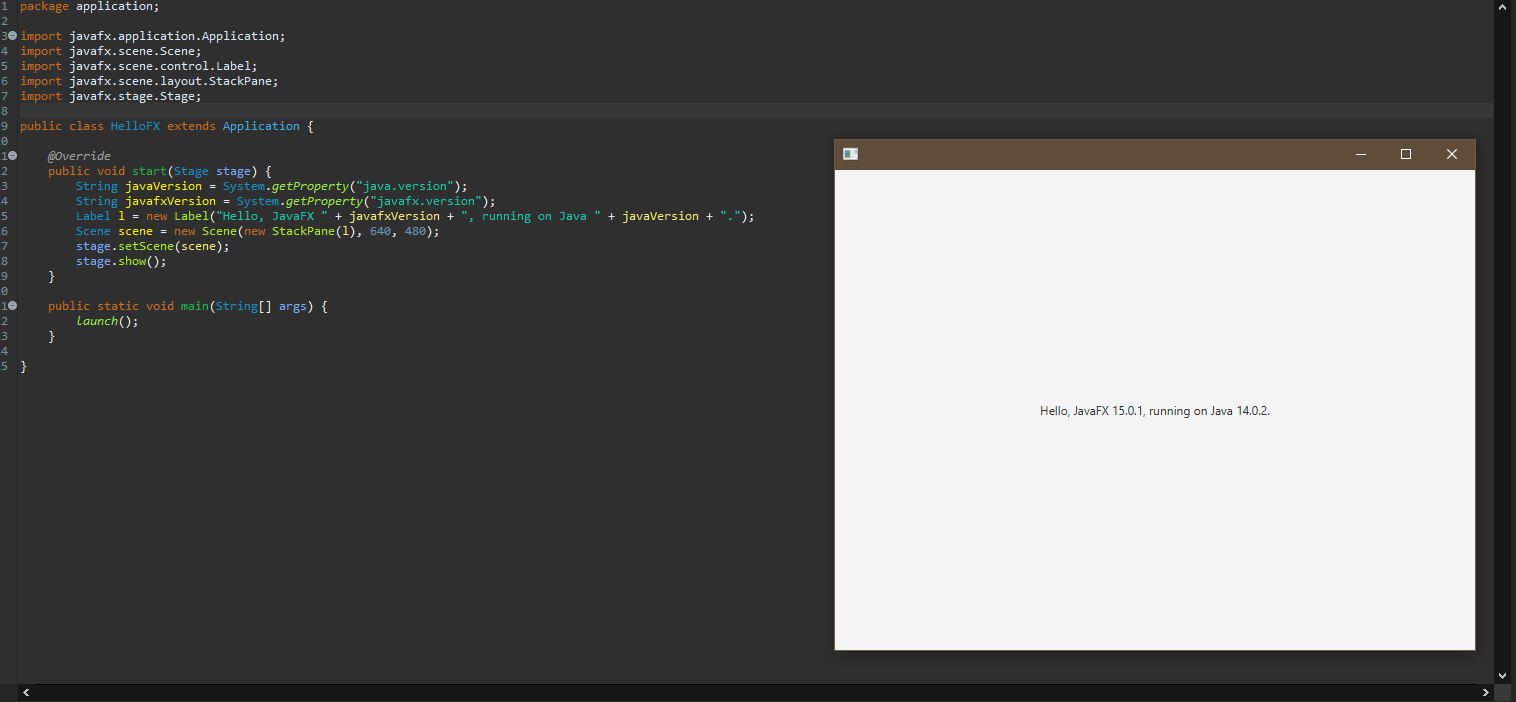 1 package application;
2
3 import javafx.application.Application;
4 import javafx.scene.Scene;
5 import javafx.scene.control.Label;
6 import javafx.scene.layout.StackPane;
7 import javafx.stage.Stage;
8
9 public class HelloFX extends Application {
0
1 @Override
2 public void start(Stage stage) {
3 String javaVersion = System.getProperty("java.version");
4 String javafxVersion = System.getProperty("javafx.version");
5 Label l = new Label("Hello, JavaFX " + javafxVersion + ", running on Java " + javaVersion + ".");
6 Scene scene = new Scene(new StackPane(l), 640, 480);
7 stage.setScene(scene);
8 stage.show();
9 }
0
1 public static void main(String[] args) {
2 launch();
3 }
4
5 }
Hello, JavaFX 15.0.1, running on Java 14.0.2.